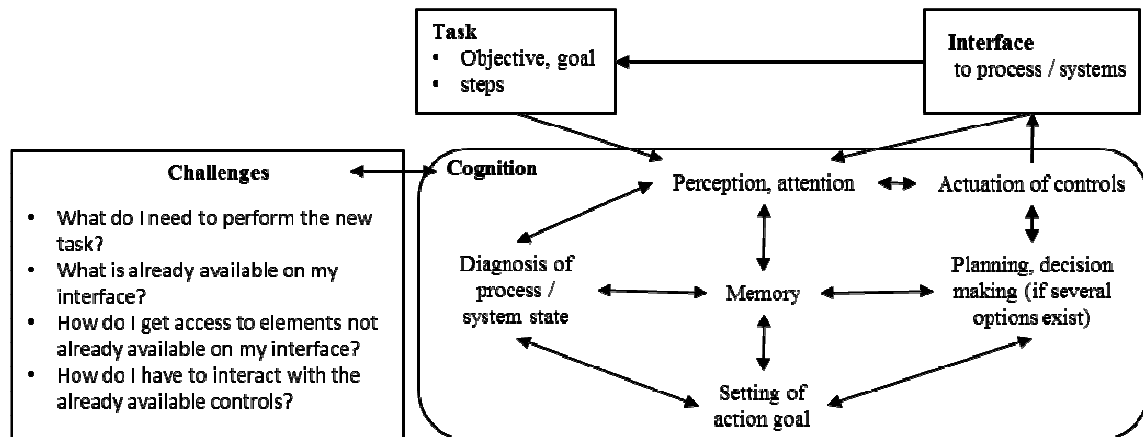 Task
• Objective, goal
• steps
Interface
to process / systems
Challenges
• What do I need to perform the new
task?
• What is already available on my
interface?
• How do I get access to elements not
already available on my interface?
• How do I have to interact with the
already available controls?
Cognition
Perception, attention
Actuation of controls
Diagnosis of
process /
system state
Memory
Planning, decision
making (if several
options exist)
Setting of
action goal